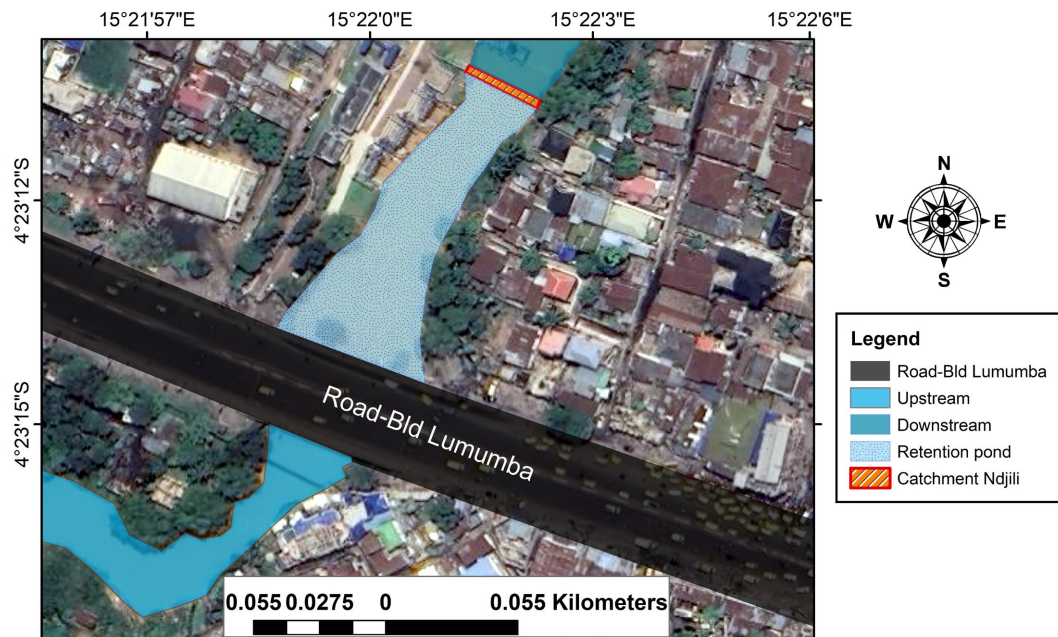 15°21'57"E 15°22'0" 15°22'3" 15°22'6"
4°23'12"S
4°23'15"S
N
W E
S
Legend
Road-Bld Lumumba
Upstream
Downstream
Retention pond
Catchment Ndjili
Road-Bld Lumumba
0.055 0.0275 0 0.055 Kilometers